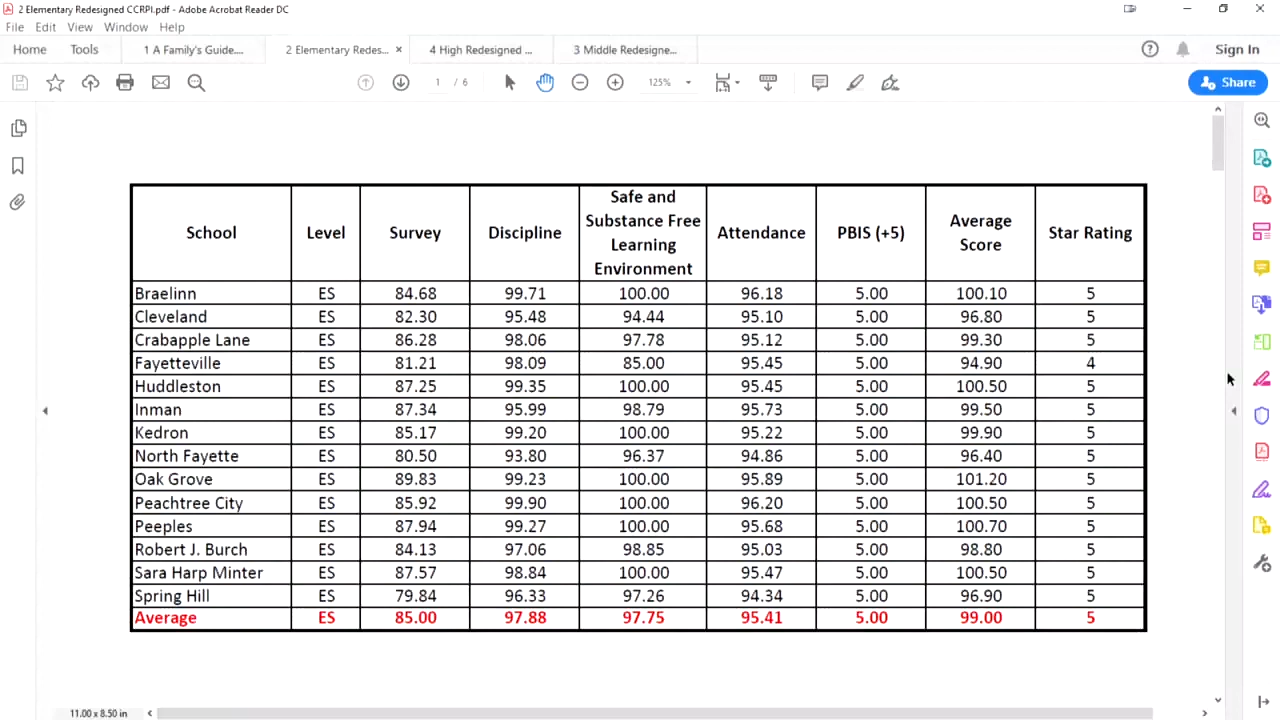 2 Elementary Redesigned CCRPI.pdf - Adobe Acrobat Reader DC
File Edit View Window Help
Home Tools 1 A Family's Guide.... 2 Elementary Redes... × 4 High Redesigned ... 3 Middle Redesigne... Sign In
1 / 6 125% Share
School Level Survey Discipline Safe and Substance Free Learning Environment Attendance PBIS (+5) Average Score Star Rating
Braelinn ES 84.68 99.71 100.00 96.18 5.00 100.10 5
Cleveland ES 82.30 95.48 94.44 95.10 5.00 96.80 5
Crabapple Lane ES 86.28 98.06 97.78 95.12 5.00 99.30 5
Fayetteville ES 81.21 98.09 85.00 95.45 5.00 94.90 4
Huddleston ES 87.25 99.35 100.00 95.45 5.00 100.50 5
Inman ES 87.34 95.99 98.79 95.73 5.00 99.50 5
Kedron ES 85.17 99.20 100.00 95.22 5.00 99.90 5
North Fayette ES 80.50 93.80 96.37 94.86 5.00 96.40 5
Oak Grove ES 89.83 99.23 100.00 95.89 5.00 101.20 5
Peachtree City ES 85.92 99.90 100.00 96.20 5.00 100.50 5
Peeples ES 87.94 99.27 100.00 95.68 5.00 100.70 5
Robert J. Burch ES 84.13 97.06 98.85 95.03 5.00 98.80 5
Sara Harp Minter ES 87.57 98.84 100.00 95.47 5.00 100.50 5
Spring Hill ES 79.84 96.33 97.26 94.34 5.00 96.90 5
Average ES 85.00 97.88 97.75 95.41 5.00 99.00 5
11.00 x 8.50 in